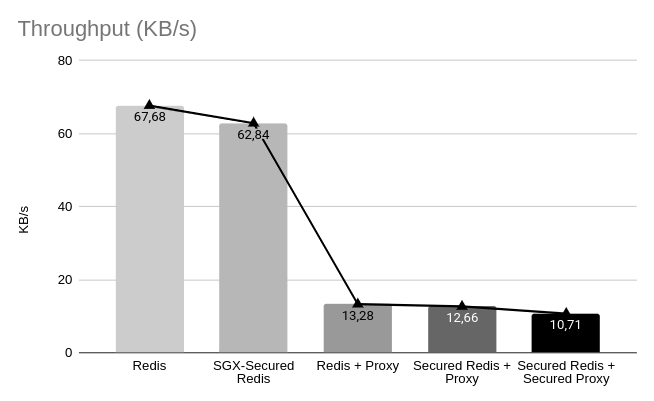 Throughput (KB/s)
80
60
40
20
0
KB/s
67,68
62,84
13,28
12,66
10,71
Redis
SGX-Secured
Redis
Redis + Proxy
Secured Redis +
Proxy
Secured Redis +
Secured Proxy